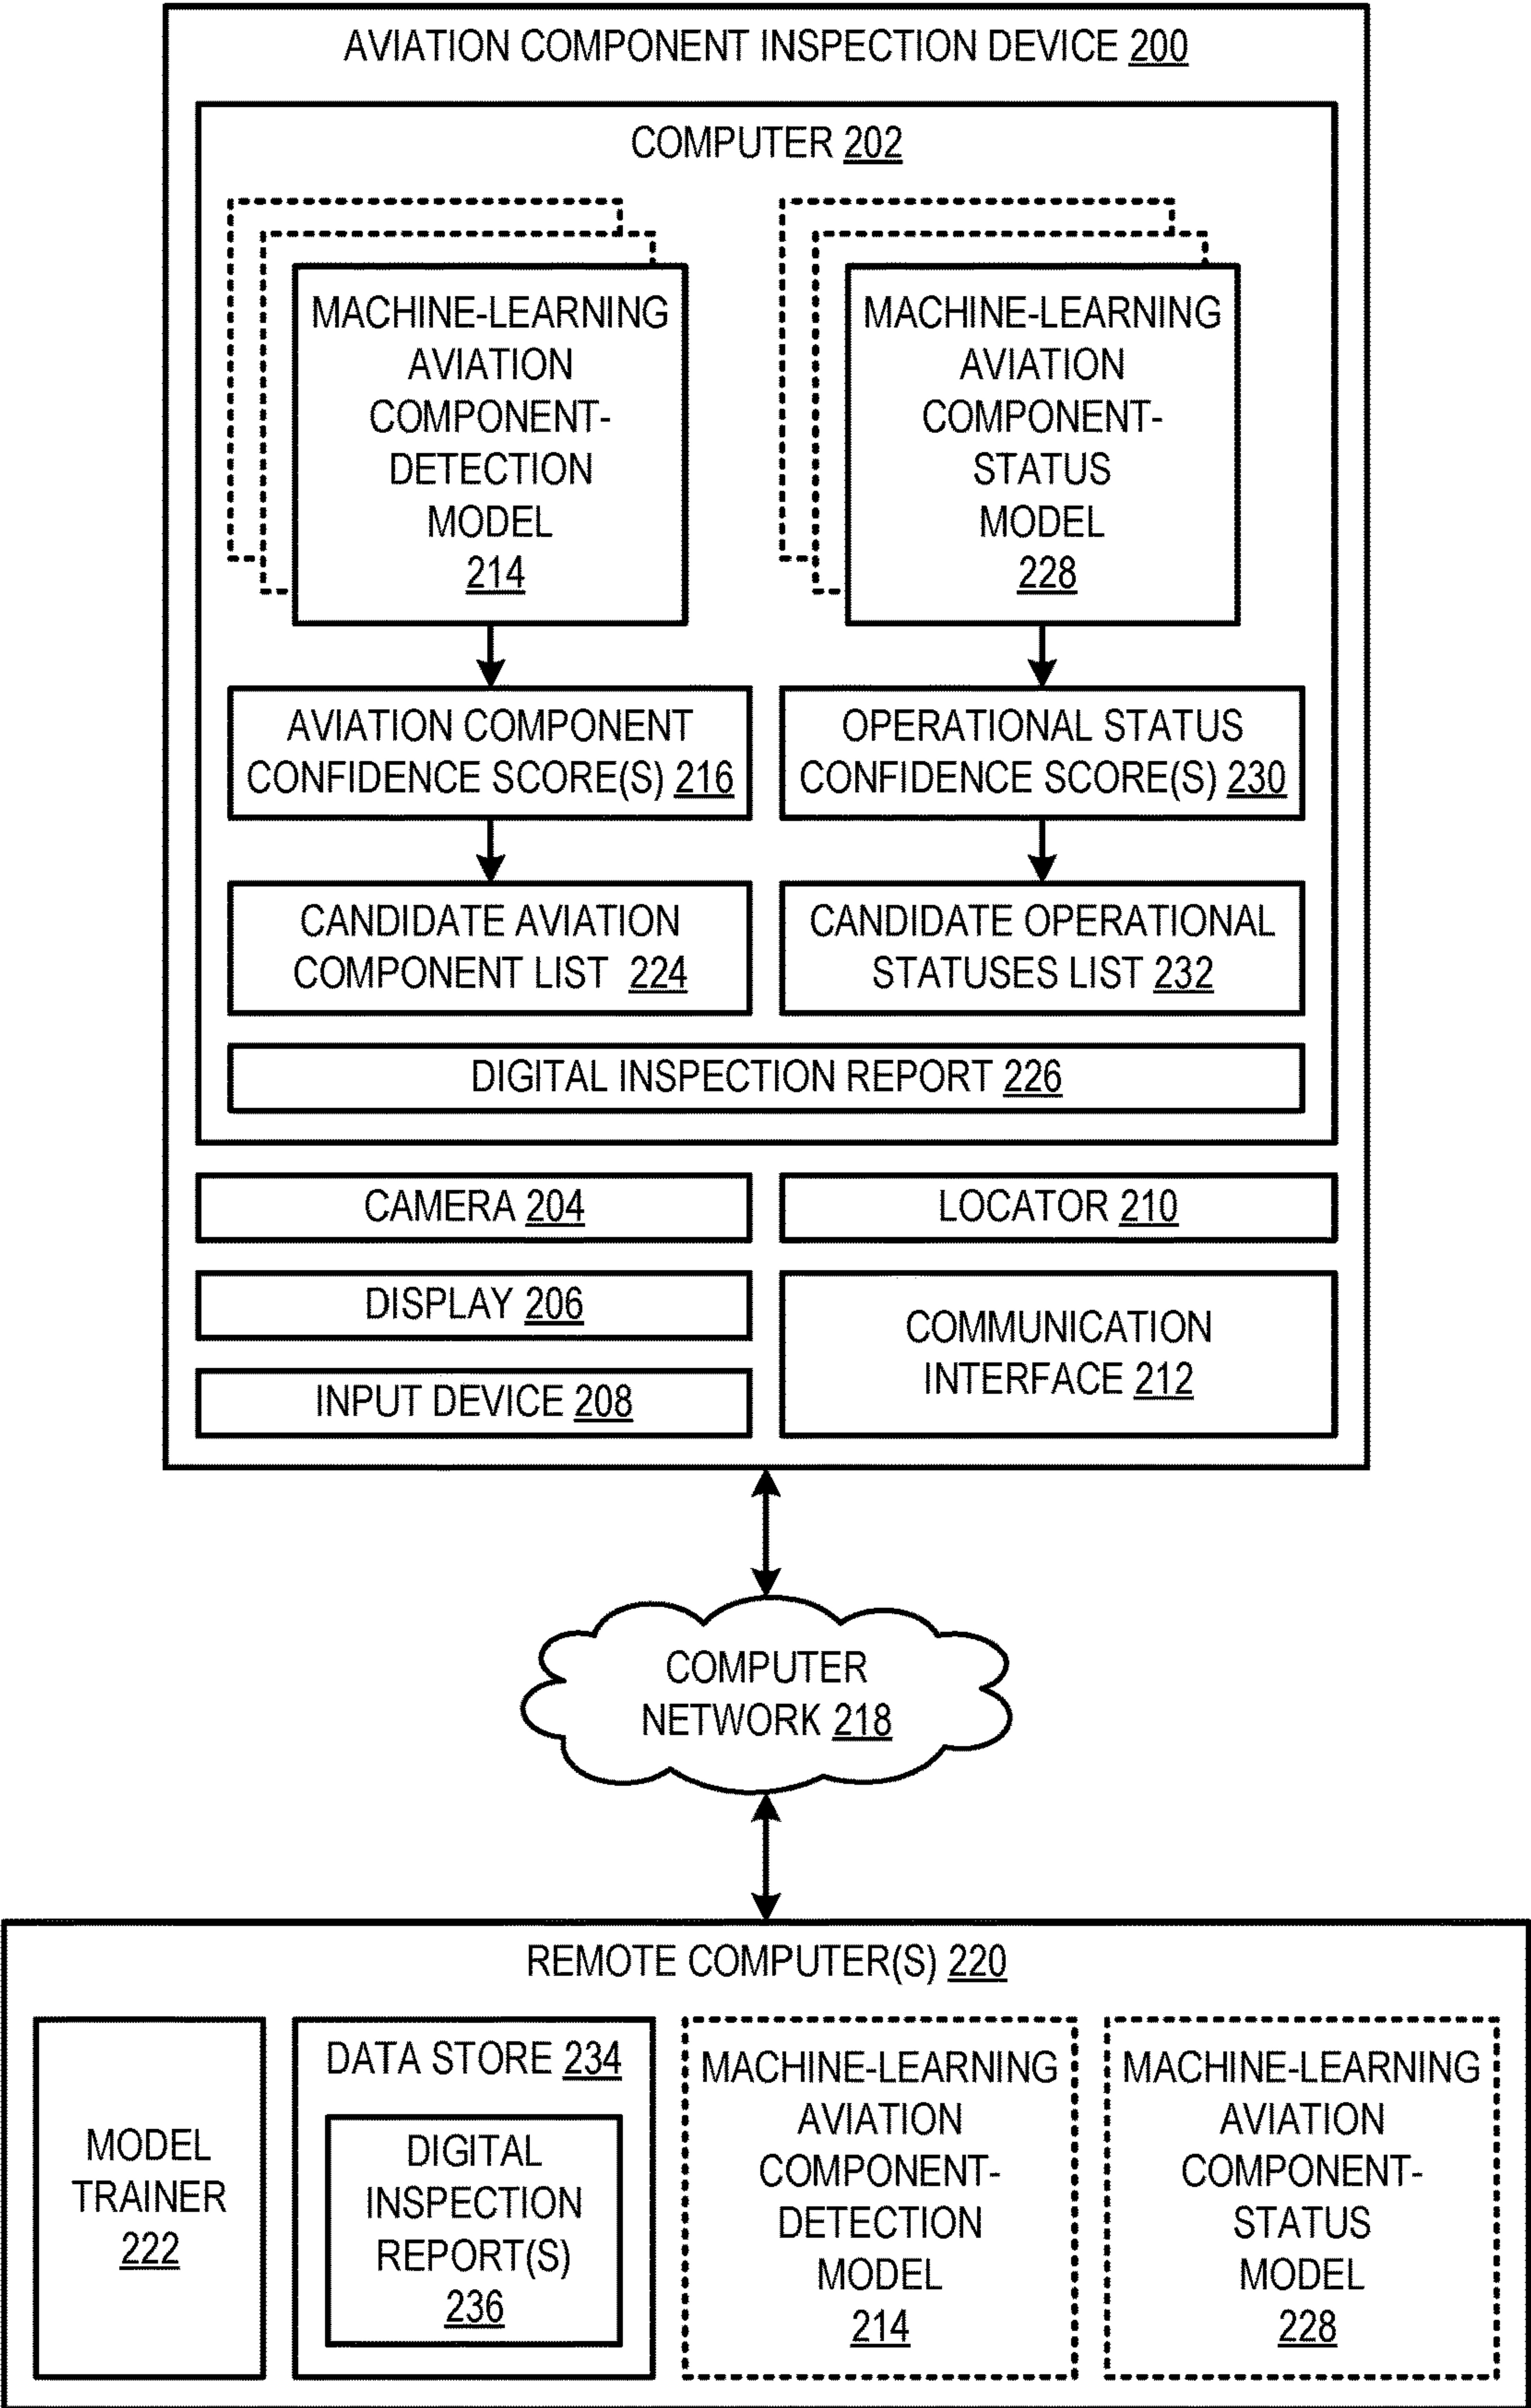 AVIATION COMPONENT INSPECTION DEVICE 200
COMPUTER 202
MACHINE-LEARNING
AVIATION
COMPONENT-
DETECTION
MODEL
214
MACHINE-LEARNING
AVIATION
COMPONENT-
STATUS
MODEL
228
AVIATION COMPONENT
CONFIDENCE SCORE(S) 216
OPERATIONAL STATUS
CONFIDENCE SCORE(S) 230
CANDIDATE AVIATION
COMPONENT LIST 224
CANDIDATE OPERATIONAL
STATUSES LIST 232
DIGITAL INSPECTION REPORT 226
CAMERA 204
LOCATOR 210
DISPLAY 206
COMMUNICATION
INTERFACE 212
INPUT DEVICE 208
COMPUTER
NETWORK 218
REMOTE COMPUTER(S) 220
MODEL
TRAINER
222
DATA STORE 234
DIGITAL
INSPECTION
REPORT(S)
236
MACHINE-LEARNING
AVIATION
COMPONENT-
DETECTION
MODEL
214
MACHINE-LEARNING
AVIATION
COMPONENT-
STATUS
MODEL
228